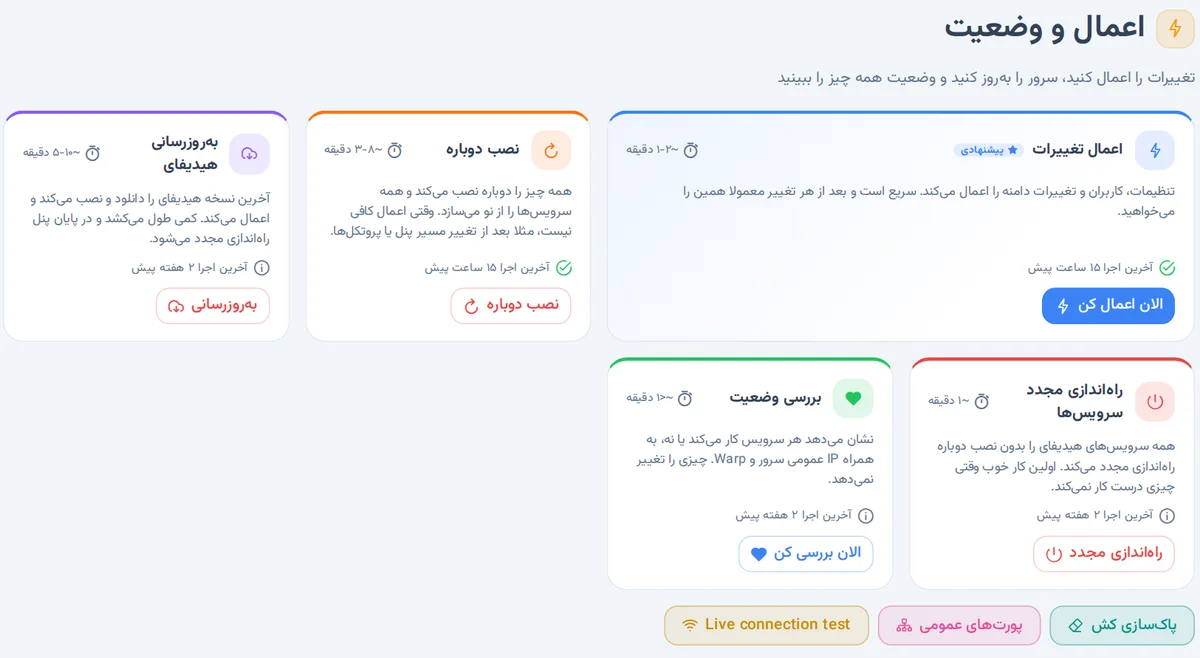 اعمال و وضعیت
تغییرات را اعمال کنید، سرور را به‌روز کنید و وضعیت همه چیز را ببینید
اعمال تغییرات
پیشنهادی
~۱-۲ دقیقه
تنظیمات، کاربران و تغییرات دامنه را اعمال می‌کند. سریع است و بعد از هر تغییر معمولا همین را
می‌خواهید.
آخرین اجرا ۱۵ ساعت پیش
الان اعمال کن
نصب دوباره
~۳-۸ دقیقه
همه چیز را دوباره نصب می‌کند و همه
سرویس‌ها را از نو می‌سازد. وقتی اعمال کافی
نیست، مثلا بعد از تغییر مسیر پنل یا پروتکل‌ها.
آخرین اجرا ۱۵ ساعت پیش
نصب دوباره
به‌روزرسانی
هیدیفای
~۵-۱۰ دقیقه
آخرین نسخه هیدیفای را دانلود و نصب می‌کند و
اعمال می‌کند. کمی طول می‌کشد و در پایان پنل
راه‌اندازی مجدد می‌شود.
آخرین اجرا ۲ هفته پیش
به‌روزرسانی
راه‌اندازی مجدد
سرویس‌ها
~۱ دقیقه
همه سرویس‌های هیدیفای را بدون نصب دوباره
راه‌اندازی مجدد می‌کند. اولین کار خوب وقتی
چیزی درست کار نمی‌کند.
آخرین اجرا ۲ هفته پیش
راه‌اندازی مجدد
بررسی وضعیت
~<۱ دقیقه
نشان می‌دهد هر سرویس کار می‌کند یا نه، به
همراه IP عمومی سرور و Warp. چیزی را تغییر
نمی‌دهد.
آخرین اجرا ۲ هفته پیش
الان بررسی کن
پاک‌سازی کش
پورت‌های عمومی
Live connection test